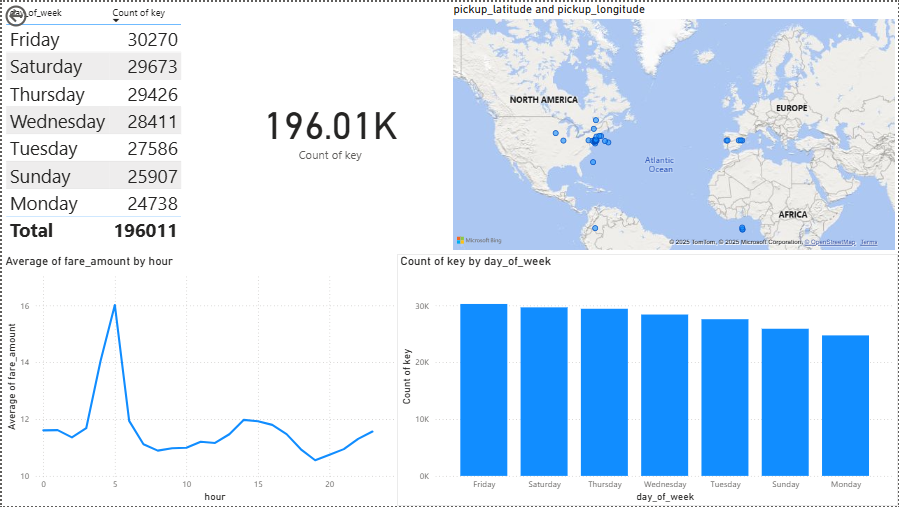 day_of_week Count of key
Friday 30270
Saturday 29673
Thursday 29426
Wednesday 28411
Tuesday 27586
Sunday 25907
Monday 24738
Total 196011
196.01K
Count of key
pickup_latitude and pickup_longitude
NORTH AMERICA
EUROPE
Atlantic
Ocean
AFRICA
Microsoft Bing
© 2025 TomTom, © 2025 Microsoft Corporation, © OpenStreetMap Terms
Average of fare_amount by hour
Average of fare_amount
16
14
12
10
0 5 10 15 20
hour
Count of key by day_of_week
Count of key
30K
20K
10K
0K
Friday Saturday Thursday Wednesday Tuesday Sunday Monday
day_of_week